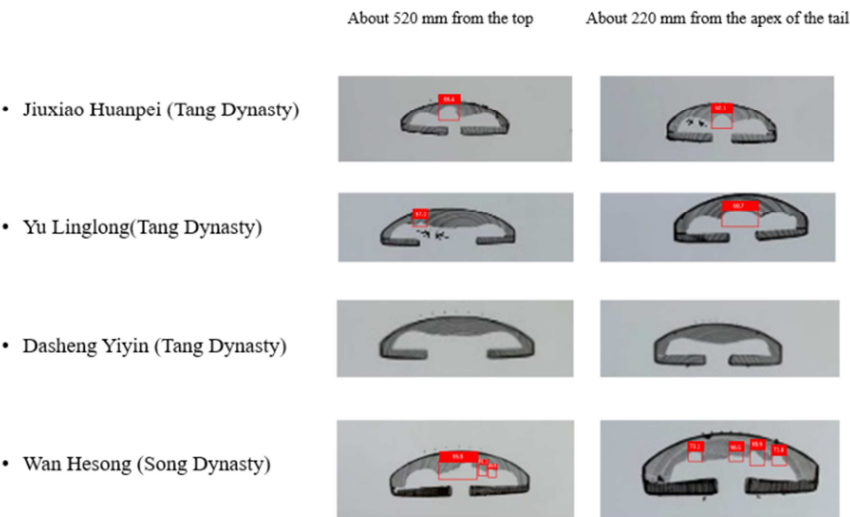 About 520 mm from the top
About 220 mm from the apex of the tail
• Jiuxiao Huanpei (Tang Dynasty)
• Yu Linglong(Tang Dynasty)
• Dasheng Yiyin (Tang Dynasty)
• Wan Hesong (Song Dynasty)